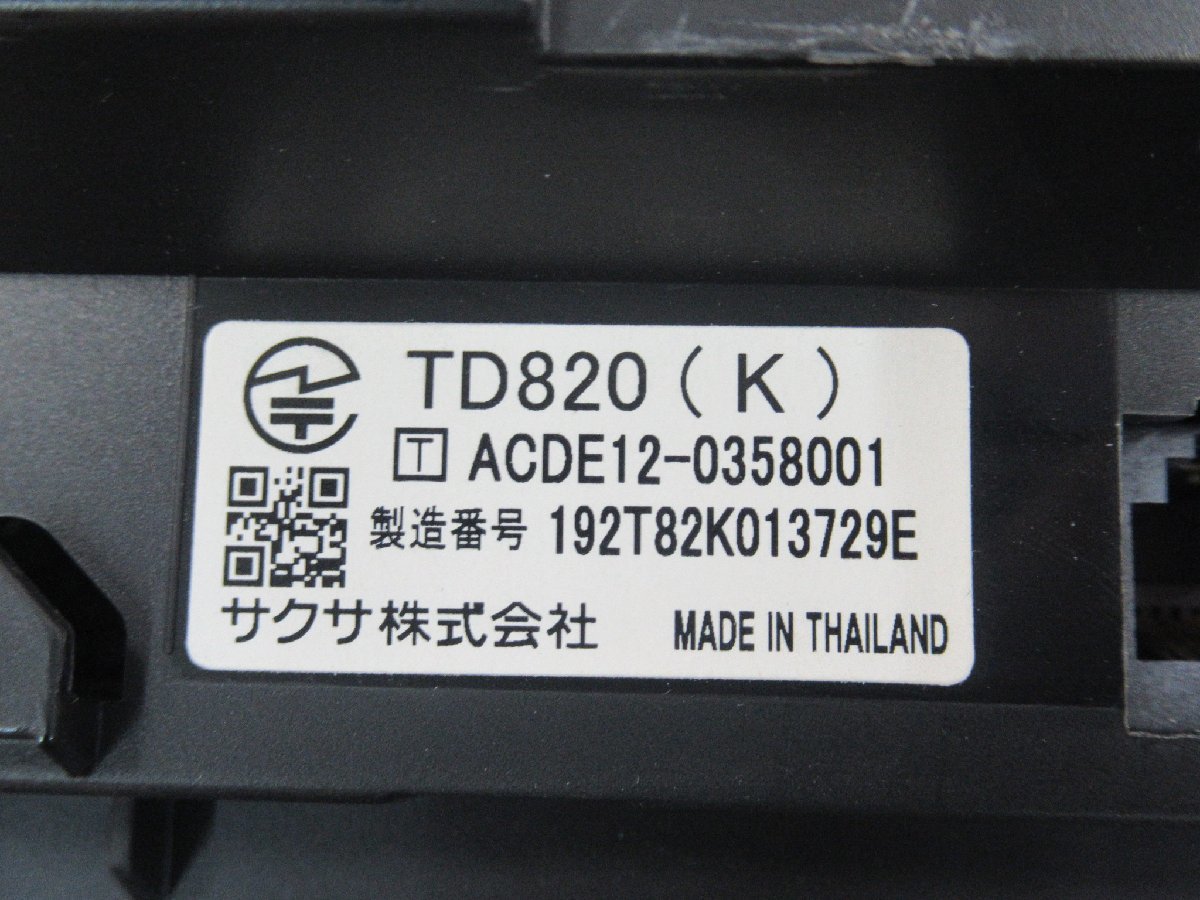 TD820 ( K )
T ACDE12-0358001
製造番号 192T82K013729E
サクサ株式会社 MADE IN THAILAND